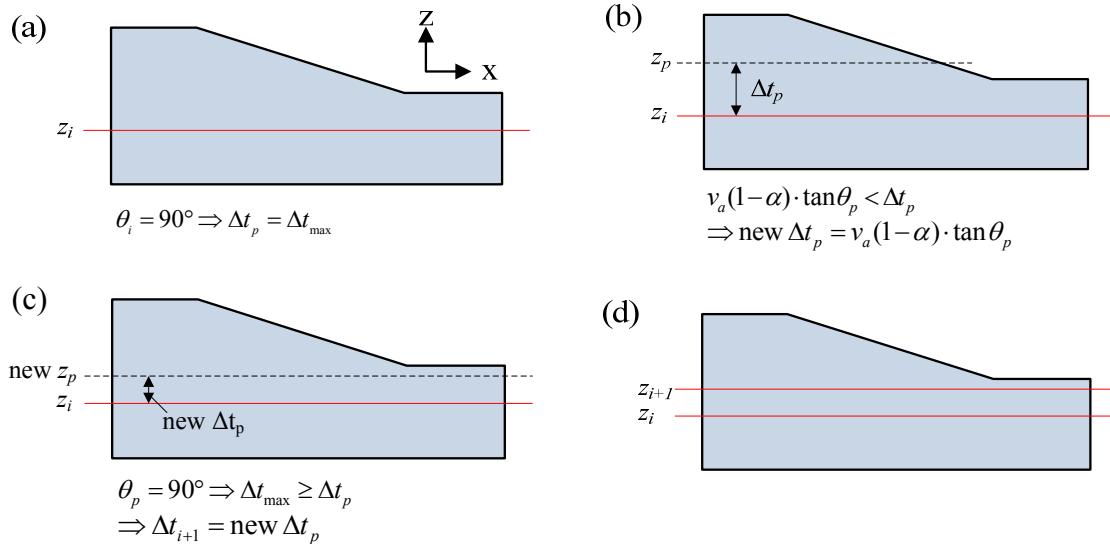 (a)
z
x
z_i
θ_i = 90° ⇒ Δt_p = Δt_max
(b)
z_p
Δt_p
z_i
v_a(1−α)·tanθ_p < Δt_p
⇒ new Δt_p = v_a(1−α)·tanθ_p
(c)
new z_p
z_i
new Δt_p
θ_p = 90° ⇒ Δt_max ≥ Δt_p
⇒ Δt_{i+1} = new Δt_p
(d)
z_{i+1}
z_i